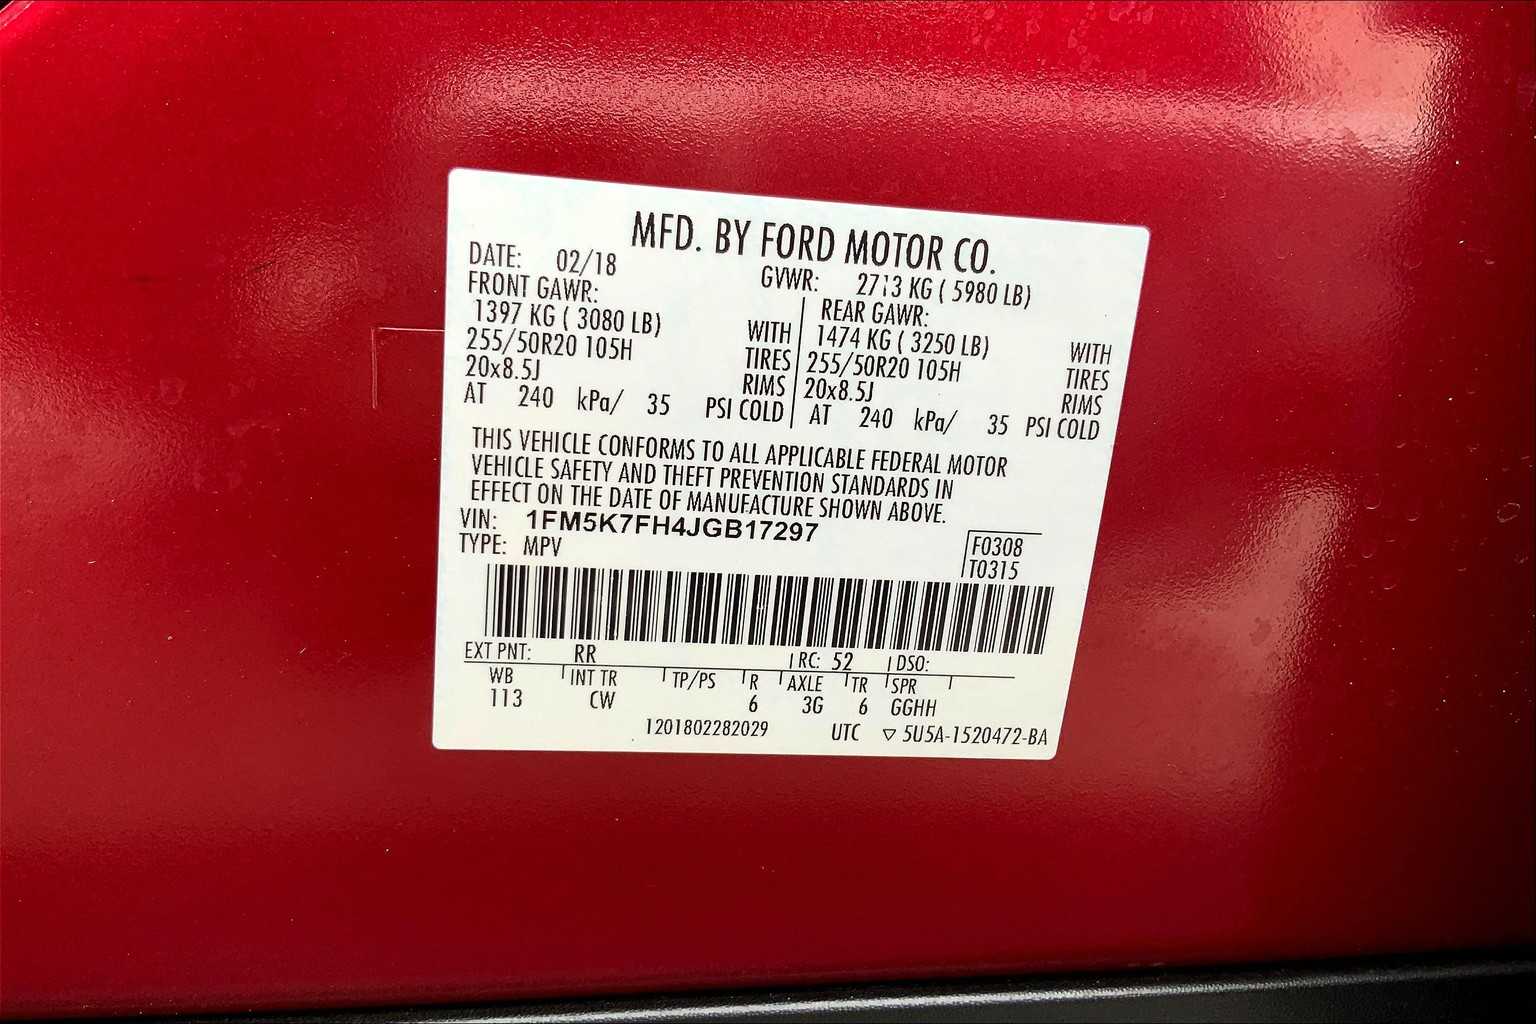 MFD. BY FORD MOTOR CO.
DATE: 02/18 GVWR: 2713 KG ( 5980 LB)
FRONT GAWR: REAR GAWR:
1397 KG ( 3080 LB) WITH 1474 KG ( 3250 LB) WITH
255/50R20 105H TIRES 255/50R20 105H TIRES
20x8.5J RIMS 20x8.5J RIMS
AT 240 kPa/ 35 PSI COLD AT 240 kPa/ 35 PSI COLD
THIS VEHICLE CONFORMS TO ALL APPLICABLE FEDERAL MOTOR
VEHICLE SAFETY AND THEFT PREVENTION STANDARDS IN
EFFECT ON THE DATE OF MANUFACTURE SHOWN ABOVE.
VIN: 1FM5K7FH4JGB17297
TYPE: MPV
F0308
T0315
EXT PNT: RR RC: 52 DSO:
WB INT TR TP/PS R AXLE TR SPR
113 CW 6 3G 6 GGHH
1201802282029 UTC ▽ 5U5A-1520472-BA